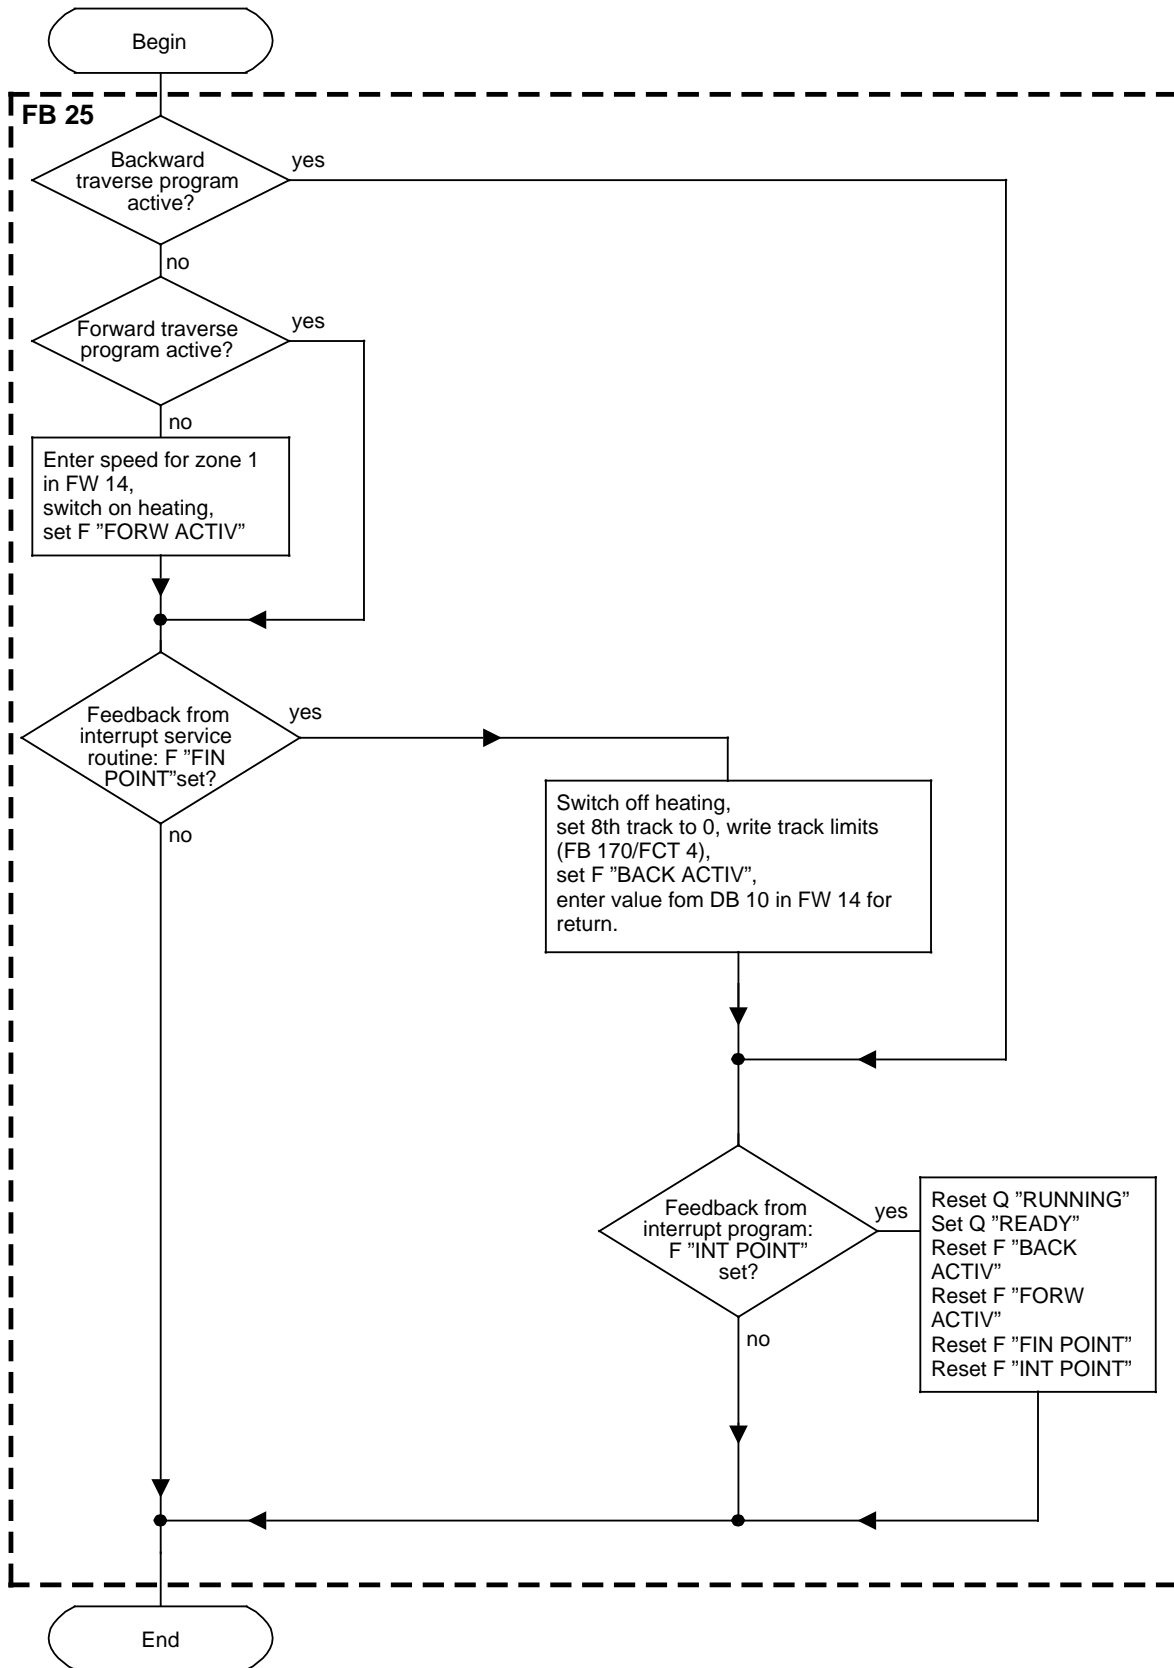 Begin
FB 25
Backward
traverse program
active?
yes
no
Forward traverse
program active?
yes
no
Enter speed for zone 1
in FW 14,
switch on heating,
set F ”FORW ACTIV”
Feedback from
interrupt service
routine: F ”FIN
POINT”set?
yes
no
Switch off heating,
set 8th track to 0, write track limits
(FB 170/FCT 4),
set F ”BACK ACTIV”,
enter value fom DB 10 in FW 14 for
return.
Feedback from
interrupt program:
F ”INT POINT”
set?
yes
no
Reset Q ”RUNNING”
Set Q ”READY”
Reset F ”BACK
ACTIV”
Reset F ”FORW
ACTIV”
Reset F ”FIN POINT”
Reset F ”INT POINT”
End